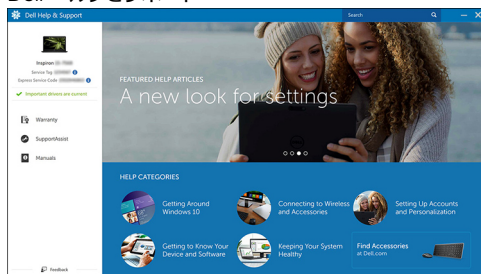 Dell Help & Support
Search
Inspiron
Service Tag
Express Service Code
Important drivers are current
Warranty
SupportAssist
Manuals
Feedback
FEATURED HELP ARTICLES
A new look for settings
HELP CATEGORIES
Getting Around
Windows 10
Connecting to Wireless
and Accessories
Setting Up Accounts
and Personalization
Getting to Know Your
Device and Software
Keeping Your System
Healthy
Find Accessories
at Dell.com